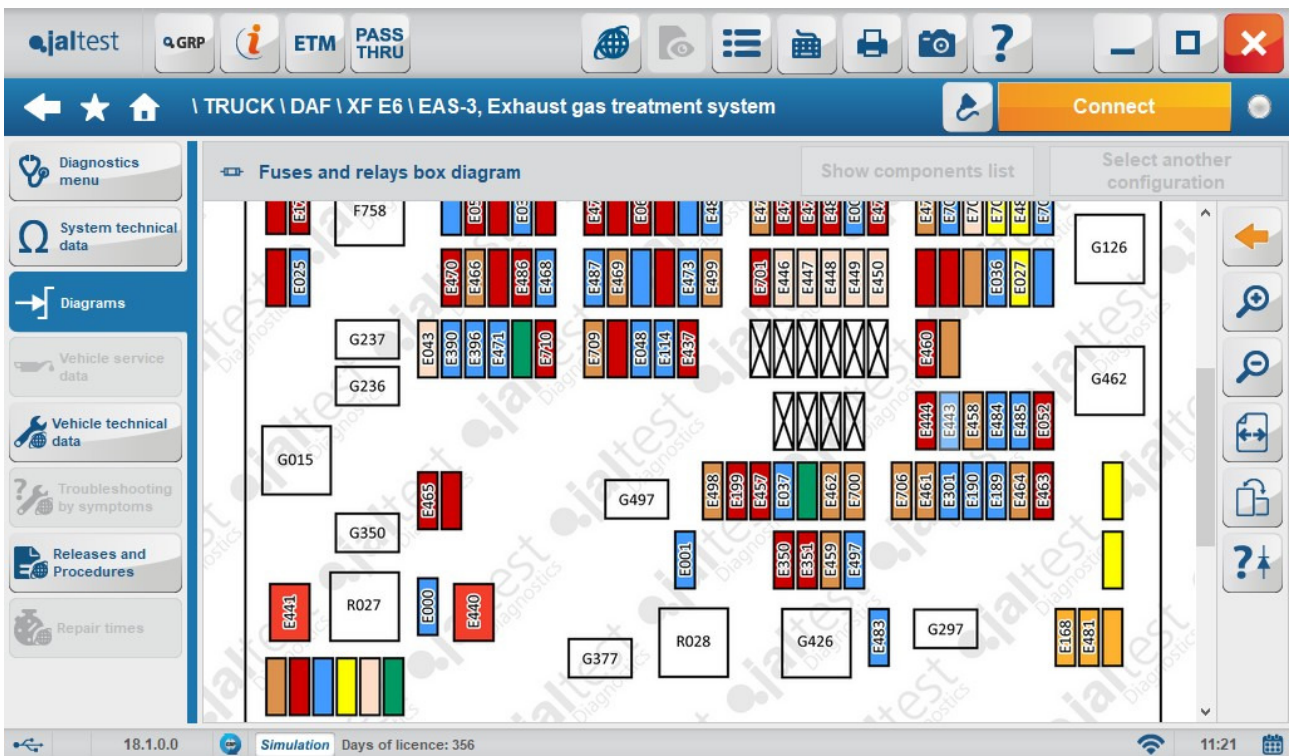 jaltest
GRP
i
ETM
PASS
THRU
?
\ TRUCK \ DAF \ XF E6 \ EAS-3, Exhaust gas treatment system
Connect
Diagnostics
menu
System technical
data
Diagrams
Vehicle service
data
Vehicle technical
data
Troubleshooting
by symptoms
Releases and
Procedures
Repair times
Fuses and relays box diagram
Show components list
Select another
configuration
F758
G126
E025
E470 E466 E486 E468
E487 E469 E473 E499
E701 E446 E447 E448 E449 E450
E036 E027
G237
E043 E390 E396 E471 E710
E709 E048 E114 E437
E460
G236
G462
E444 E443 E458 E484 E485 E052
G015
E465
G497
E498 E199 E457 E037 E462 E700
E706 E461 E301 E190 E189 E464 E463
G350
E001
E350 E351 E459 E497
E441
R027
E000
E440
G377
R028
G426
E483
G297
E168 E481
18.1.0.0
Simulation
Days of licence: 356
11:21